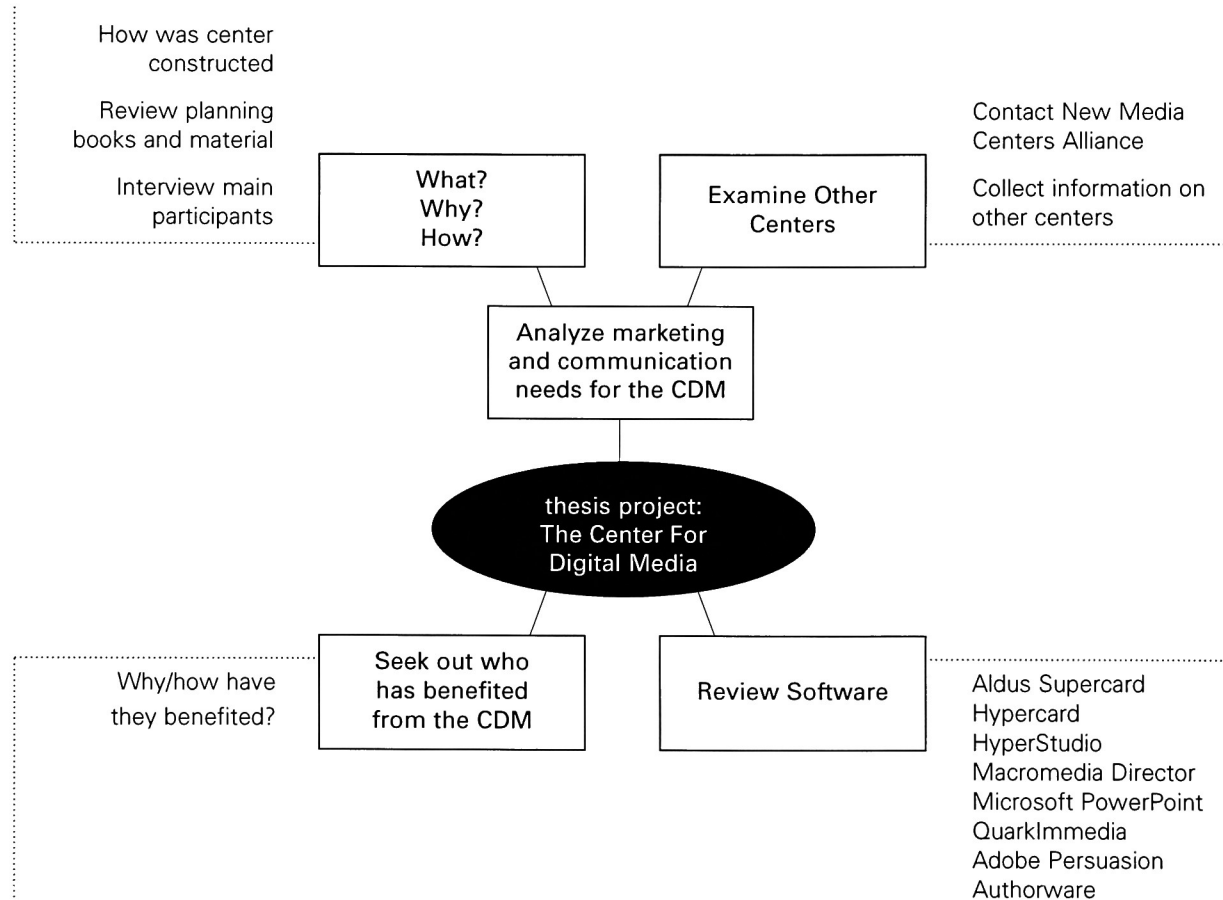 How was center
constructed
Review planning
books and material
Interview main
participants
What?
Why?
How?
Examine Other
Centers
Contact New Media
Centers Alliance
Collect information on
other centers
Analyze marketing
and communication
needs for the CDM
thesis project:
The Center For
Digital Media
Why/how have
they benefited?
Seek out who
has benefited
from the CDM
Review Software
Aldus Supercard
Hypercard
HyperStudio
Macromedia Director
Microsoft PowerPoint
QuarkImmedia
Adobe Persuasion
Authorware